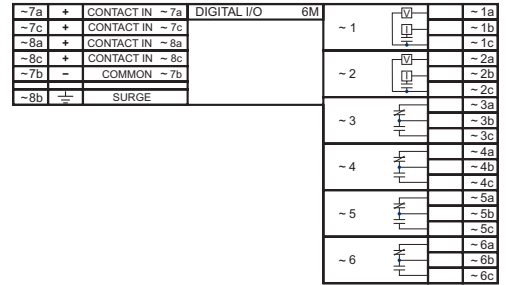 ~7a + CONTACT IN ~7a DIGITAL I/O 6M
~7c + CONTACT IN ~7c
~8a + CONTACT IN ~8a
~8c + CONTACT IN ~8c
~7b − COMMON ~7b
~8b SURGE
~1 V I ~1a
~1b
~1c
~2 V I ~2a
~2b
~2c
~3 ~3a
~3b
~3c
~4 ~4a
~4b
~4c
~5 ~5a
~5b
~5c
~6 ~6a
~6b
~6c